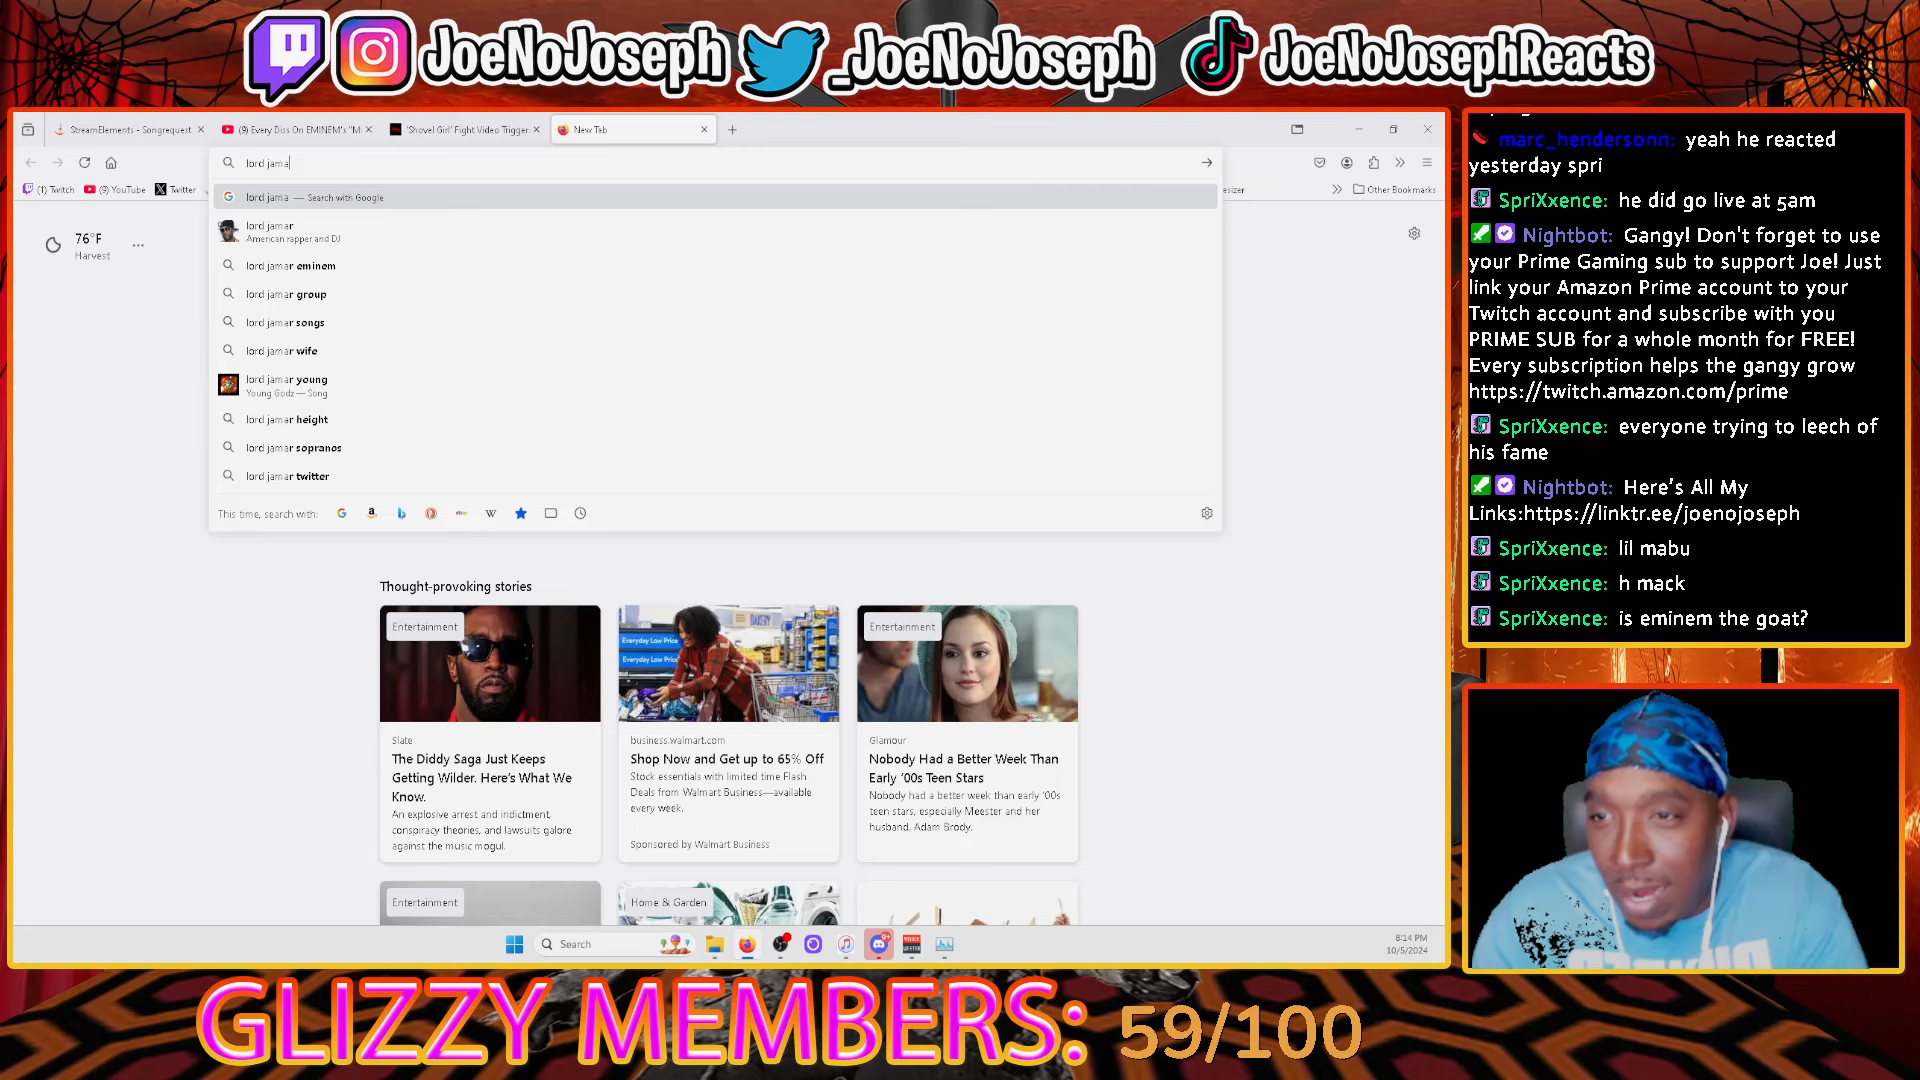 JoeNoJoseph _JoeNoJoseph JoeNoJosephReacts
StreamElements - Songrequest
(9) Every Diss On EMINEM's "M
'Shovel Girl' Fight Video Trigger
New Tab
lord jama
(1) Twitch
(9) YouTube
Twitter
esizer
Other Bookmarks
lord jama — Search with Google
lord jamar
American rapper and DJ
lord jamar eminem
lord jamar group
lord jamar songs
lord jamar wife
lord jamar young
Young Godz — Song
lord jamar height
lord jamar sopranos
lord jamar twitter
This time, search with:
76°F
Harvest
Thought-provoking stories
Entertainment
Slate
The Diddy Saga Just Keeps
Getting Wilder. Here's What We
Know.
An explosive arrest and indictment,
conspiracy theories, and lawsuits galore
against the music mogul.
business.walmart.com
Shop Now and Get up to 65% Off
Stock essentials with limited time Flash
Deals from Walmart Business—available
every week.
Sponsored by Walmart Business
Entertainment
Glamour
Nobody Had a Better Week Than
Early '00s Teen Stars
Nobody had a better week than early '00s
teen stars, especially Meester and her
husband, Adam Brody.
Entertainment
Home & Garden
Search
8:14 PM
10/5/2024
marc_hendersonn: yeah he reacted
yesterday spri
SpriXxence: he did go live at 5am
Nightbot: Gangy! Don't forget to use
your Prime Gaming sub to support Joe! Just
link your Amazon Prime account to your
Twitch account and subscribe with you
PRIME SUB for a whole month for FREE!
Every subscription helps the gangy grow
https://twitch.amazon.com/prime
SpriXxence: everyone trying to leech of
his fame
Nightbot: Here's All My
Links:https://linktr.ee/joenojoseph
SpriXxence: lil mabu
SpriXxence: h mack
SpriXxence: is eminem the goat?
GLIZZY MEMBERS: 59/100